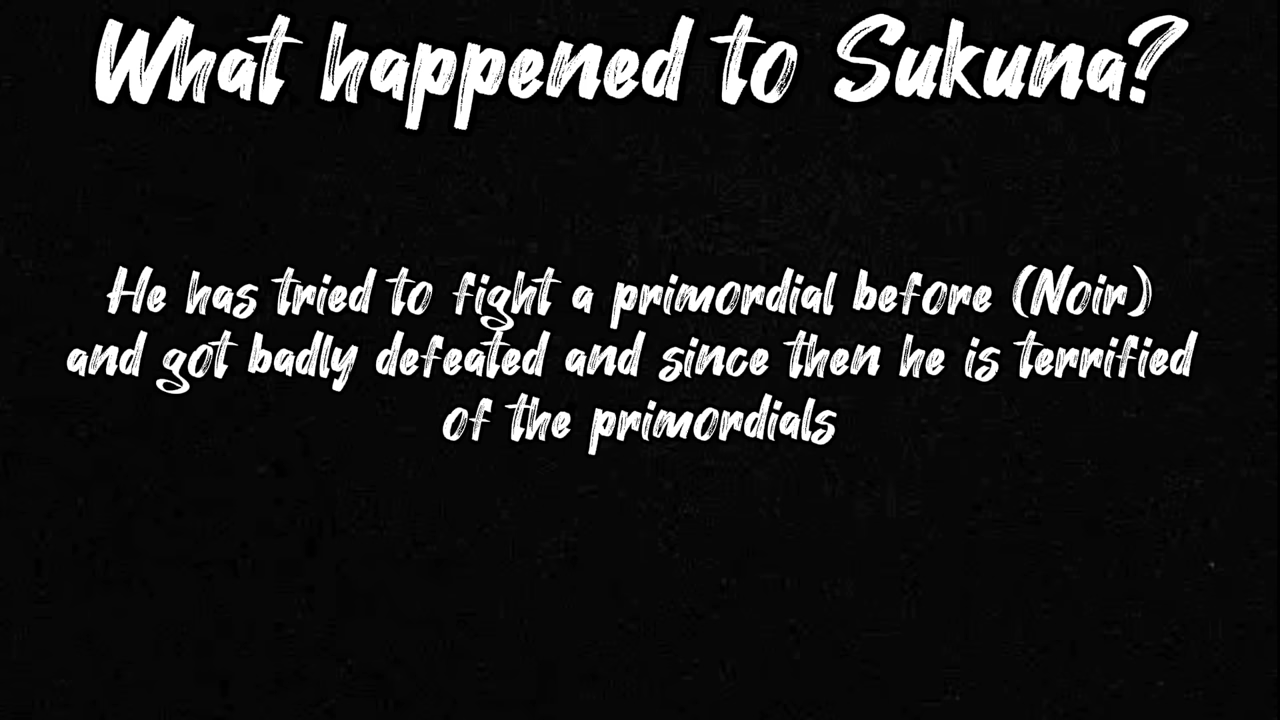 What happened to Sukuna?
He has tried to fight a primordial before (Noir)
and got badly defeated and since then he is terrified
of the primordials